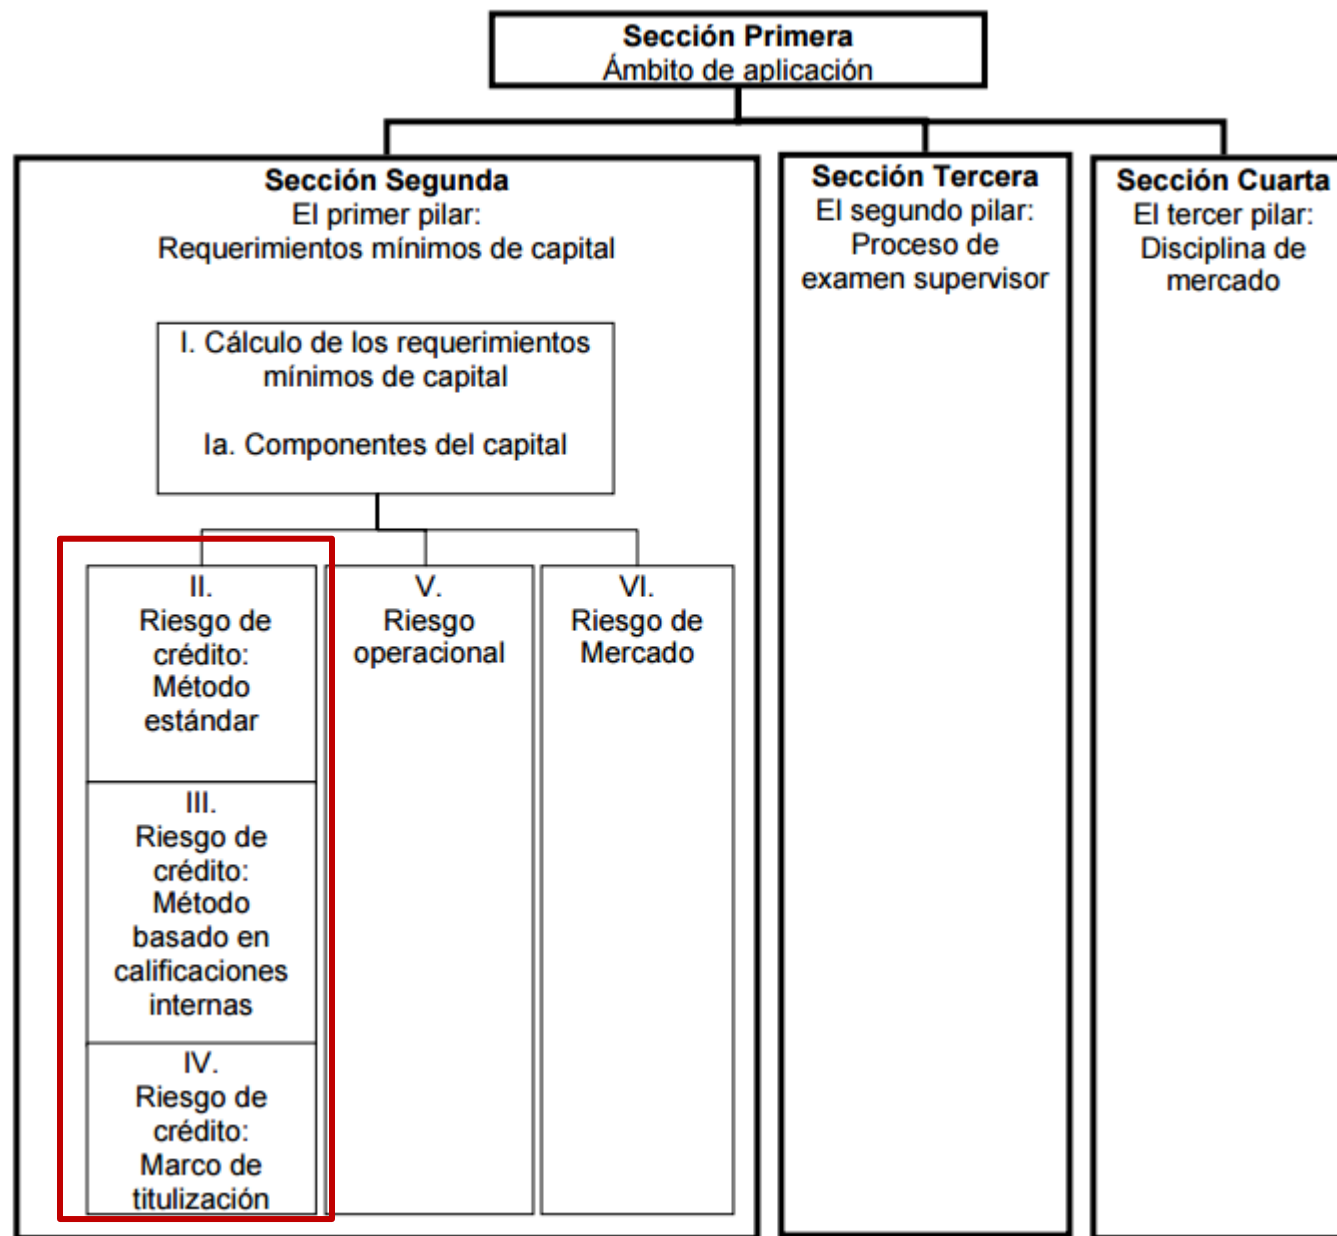 Sección Primera
Ámbito de aplicación
Sección Segunda
El primer pilar:
Requerimientos mínimos de capital
I. Cálculo de los requerimientos
mínimos de capital
Ia. Componentes del capital
II.
Riesgo de
crédito:
Método
estándar
III.
Riesgo de
crédito:
Método
basado en
calificaciones
internas
IV.
Riesgo de
crédito:
Marco de
titulización
V.
Riesgo
operacional
VI.
Riesgo de
Mercado
Sección Tercera
El segundo pilar:
Proceso de
examen supervisor
Sección Cuarta
El tercer pilar:
Disciplina de
mercado